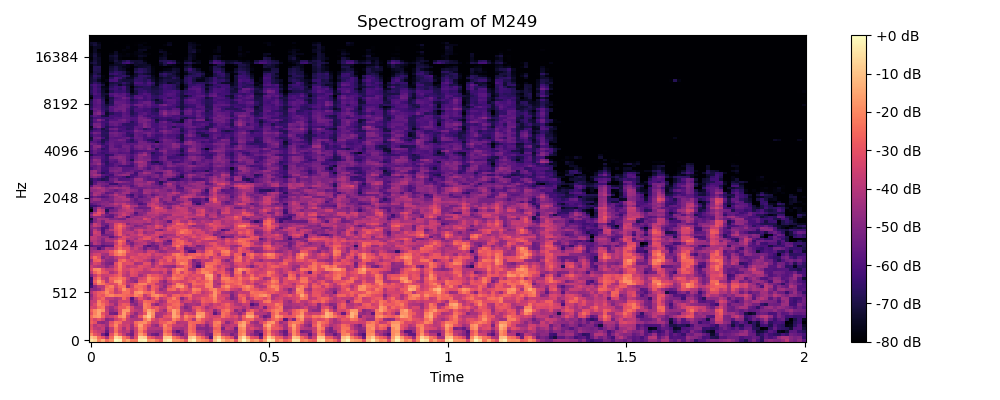 Spectrogram of M249
Hz
16384
8192
4096
2048
1024
512
0
0
0.5
1
1.5
2
Time
+0 dB
-10 dB
-20 dB
-30 dB
-40 dB
-50 dB
-60 dB
-70 dB
-80 dB